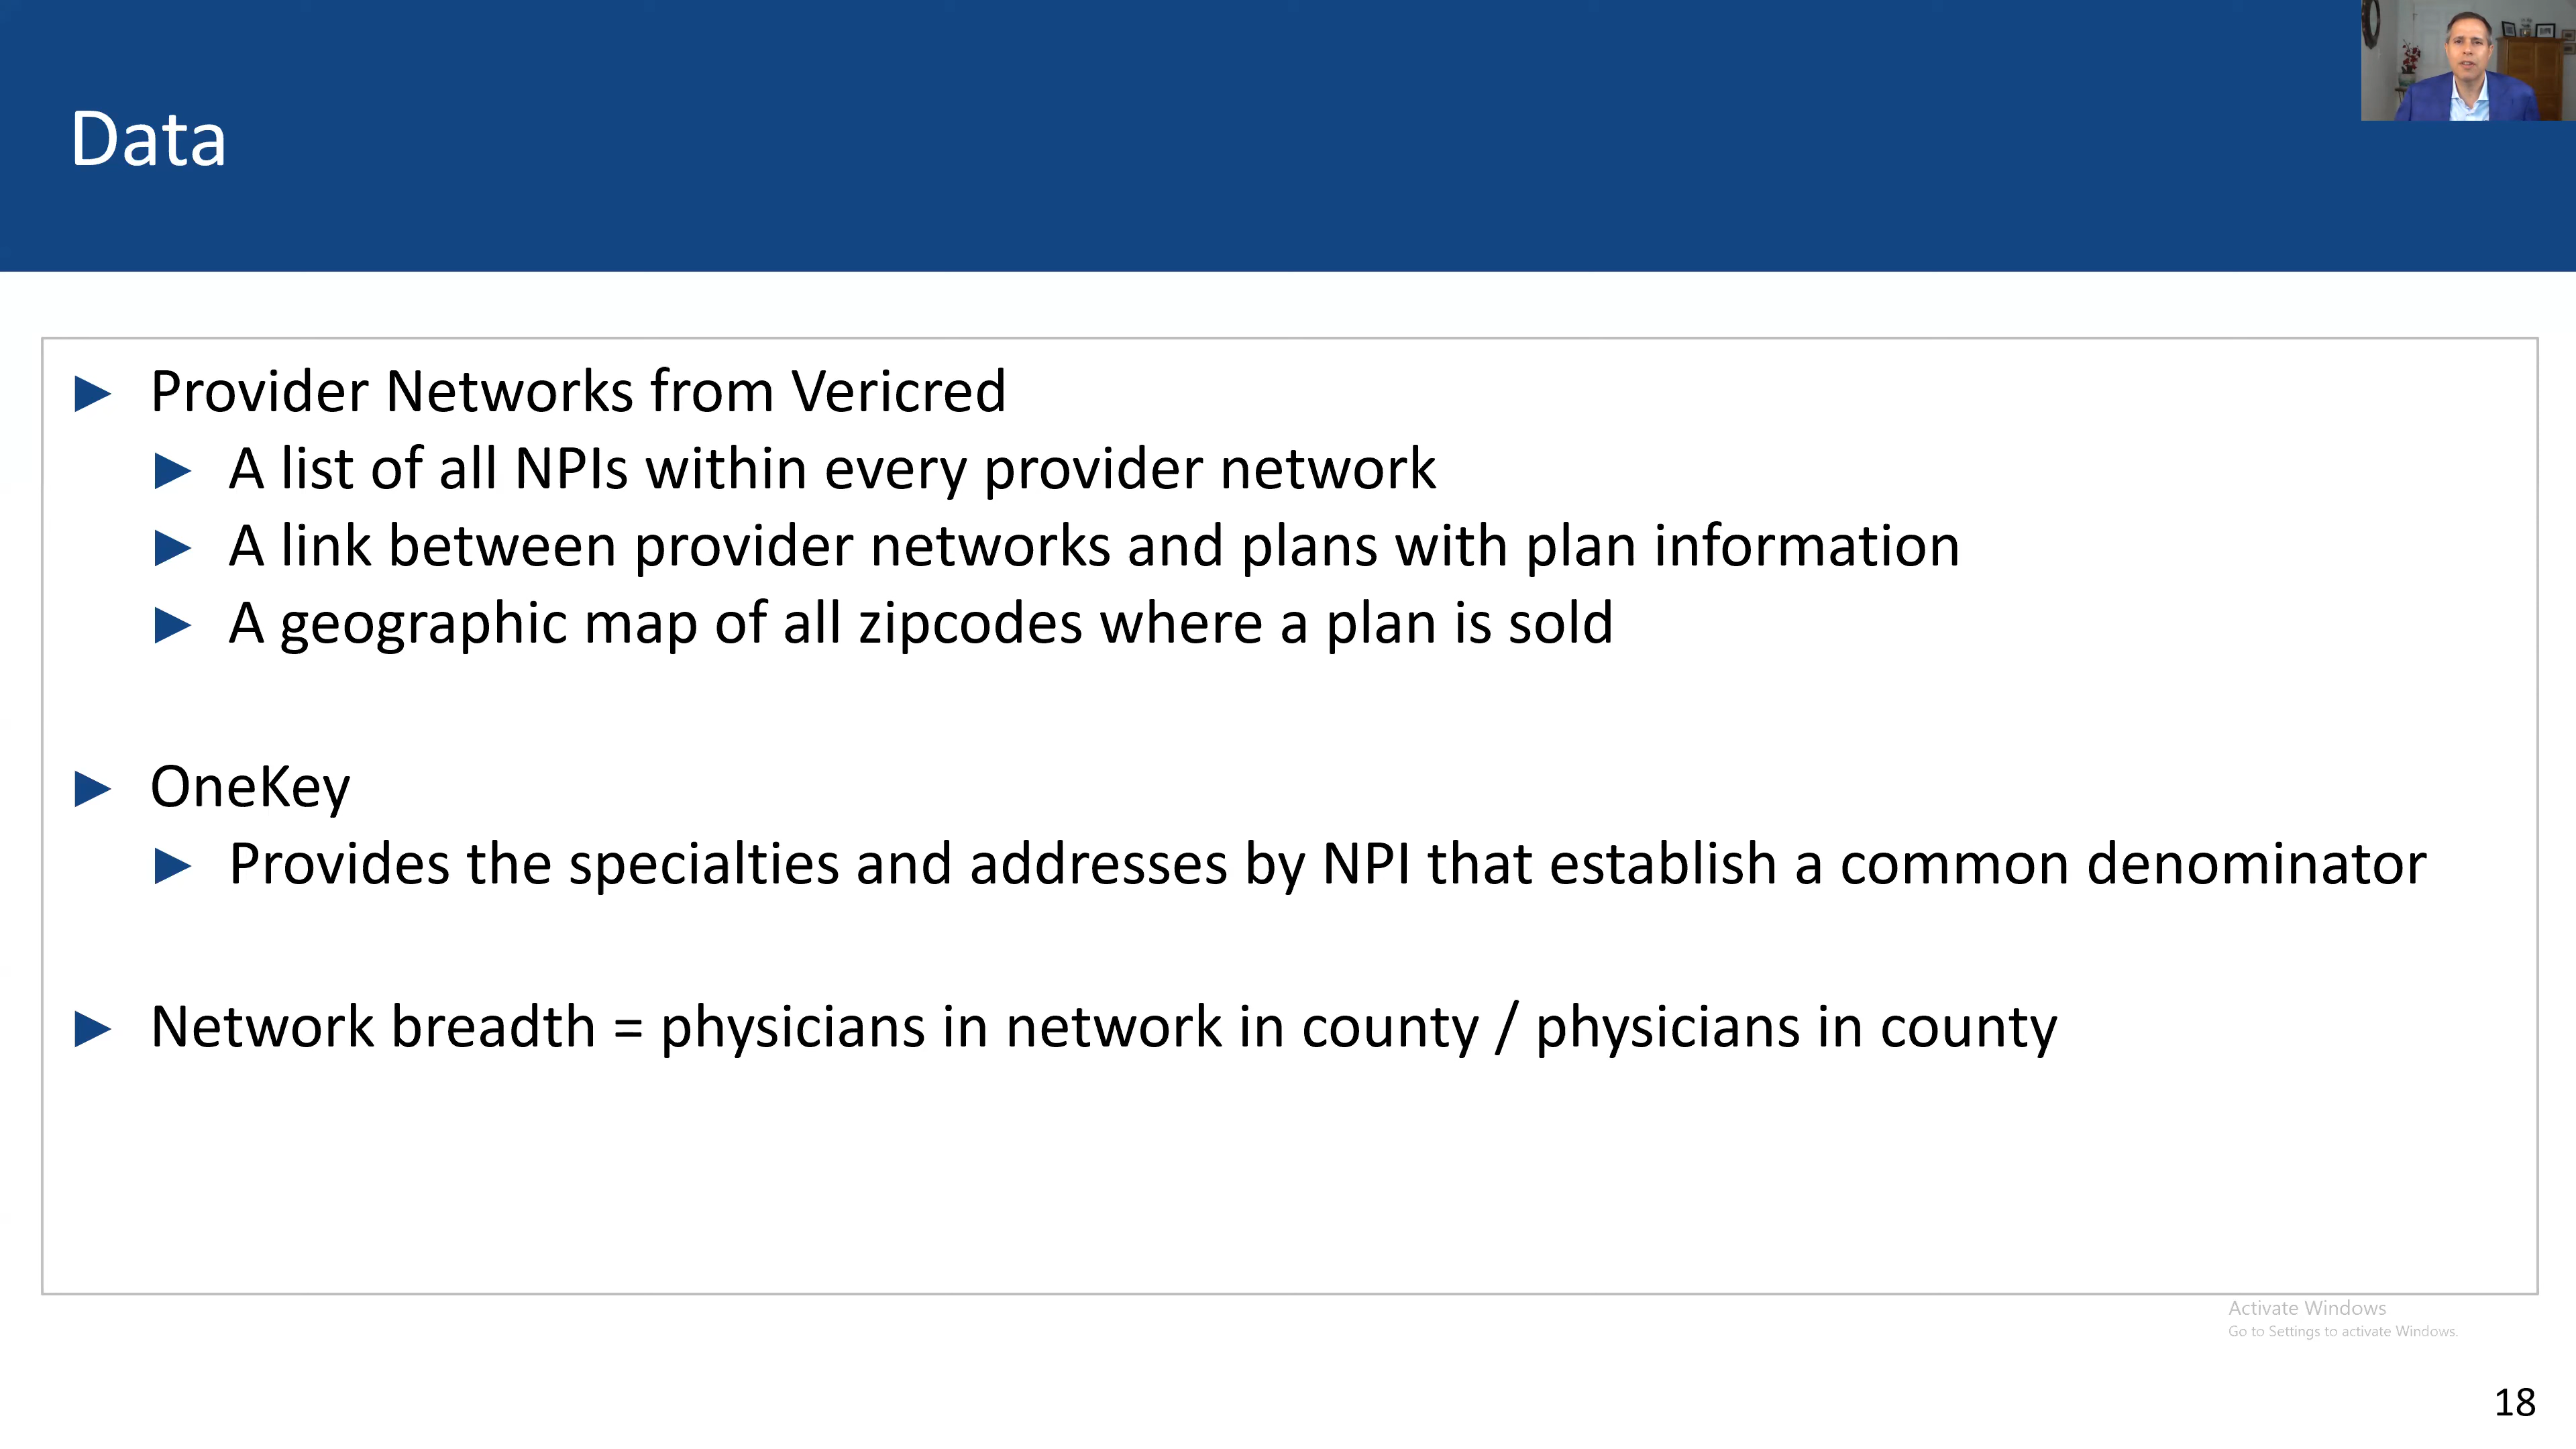 Data
► Provider Networks from Vericred
► A list of all NPIs within every provider network
► A link between provider networks and plans with plan information
► A geographic map of all zipcodes where a plan is sold
► OneKey
► Provides the specialties and addresses by NPI that establish a common denominator
► Network breadth = physicians in network in county / physicians in county
Activate Windows
Go to Settings to activate Windows.
18